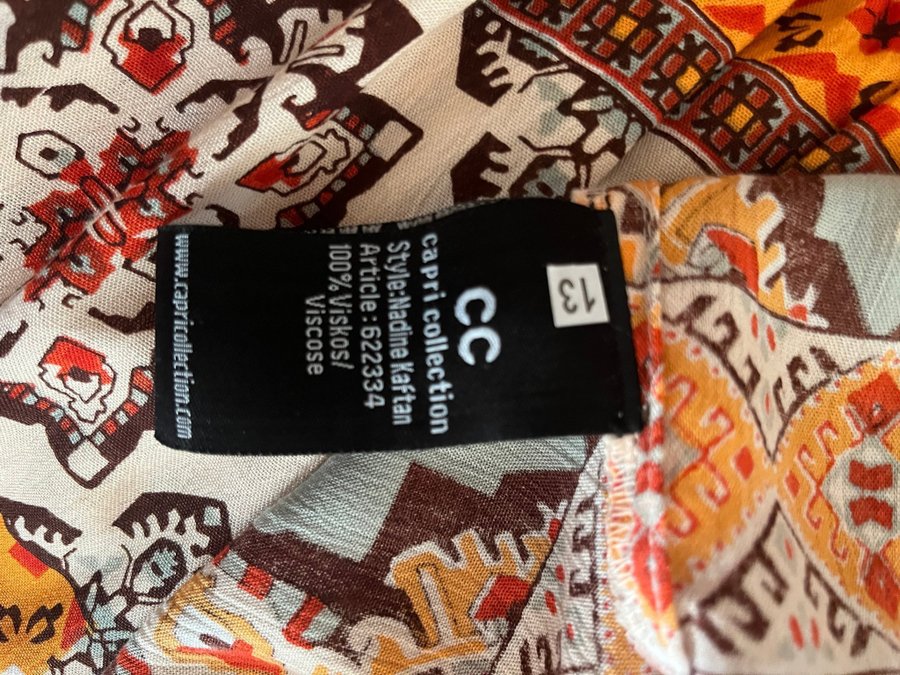 13
CC
capri collection
Style:Nadine Kaftan
Article:622334
100% Viskos/
Viscose
www.capricollection.com